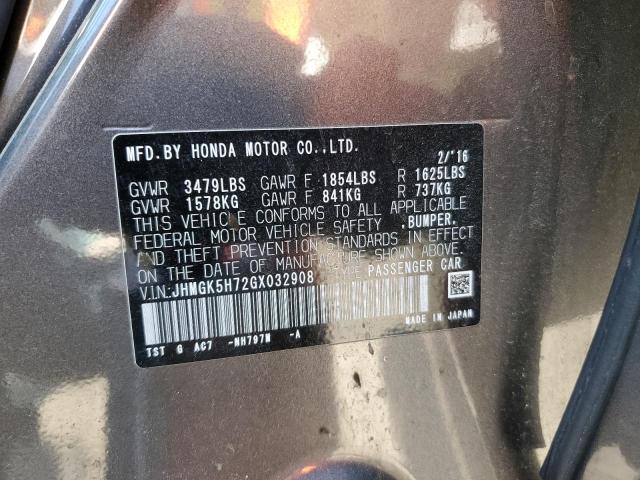 MFD.BY HONDA MOTOR CO.,LTD. 2/'16
GVWR 3479LBS GAWR F 1854LBS R 1625LBS
GVWR 1578KG GAWR F 841KG R 737KG
THIS VEHICLE CONFORMS TO ALL APPLICABLE
FEDERAL MOTOR VEHICLE SAFETY ,BUMPER,
AND THEFT PREVENTION STANDARDS IN EFFECT
ON THE DATE OF MANUFACTURE SHOWN ABOVE.
V.I.N.:JHMGK5H72GX032908 TYPE PASSENGER CAR
TST G AC7 -NH797M -A MADE IN JAPAN